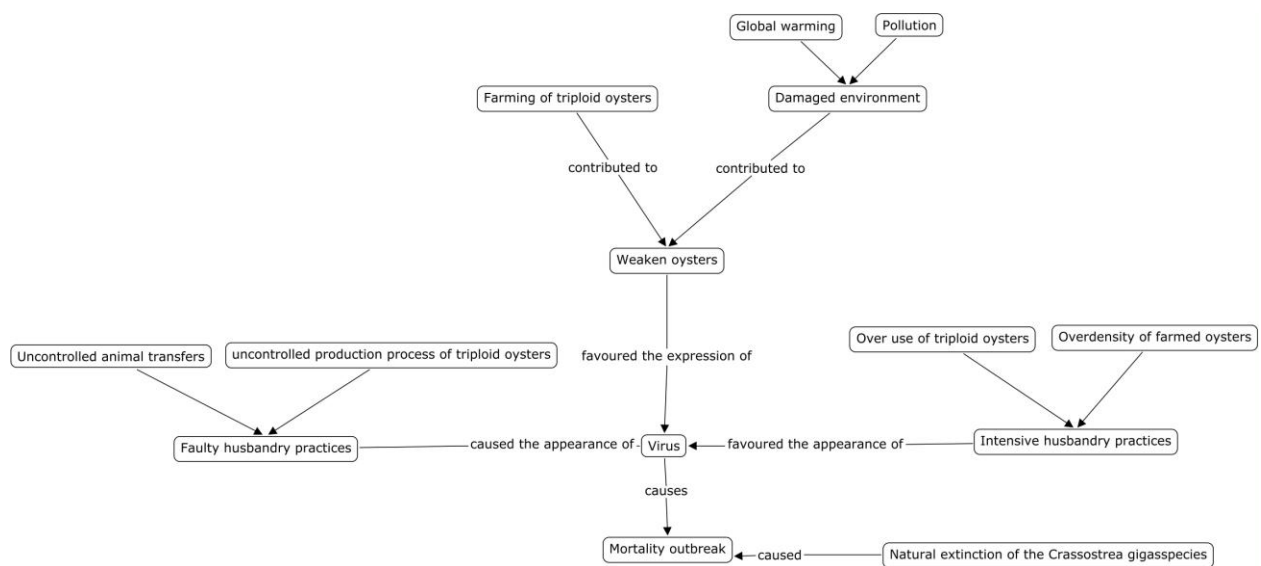 Global warming
Pollution
Farming of triploid oysters
Damaged environment
contributed to
contributed to
Weaken oysters
Over use of triploid oysters
Overdensity of farmed oysters
Uncontrolled animal transfers
uncontrolled production process of triploid oysters
favoured the expression of
Faulty husbandry practices
caused the appearance of
Virus
favoured the appearance of
Intensive husbandry practices
causes
Mortality outbreak
caused
Natural extinction of the Crassostrea gigasspecies